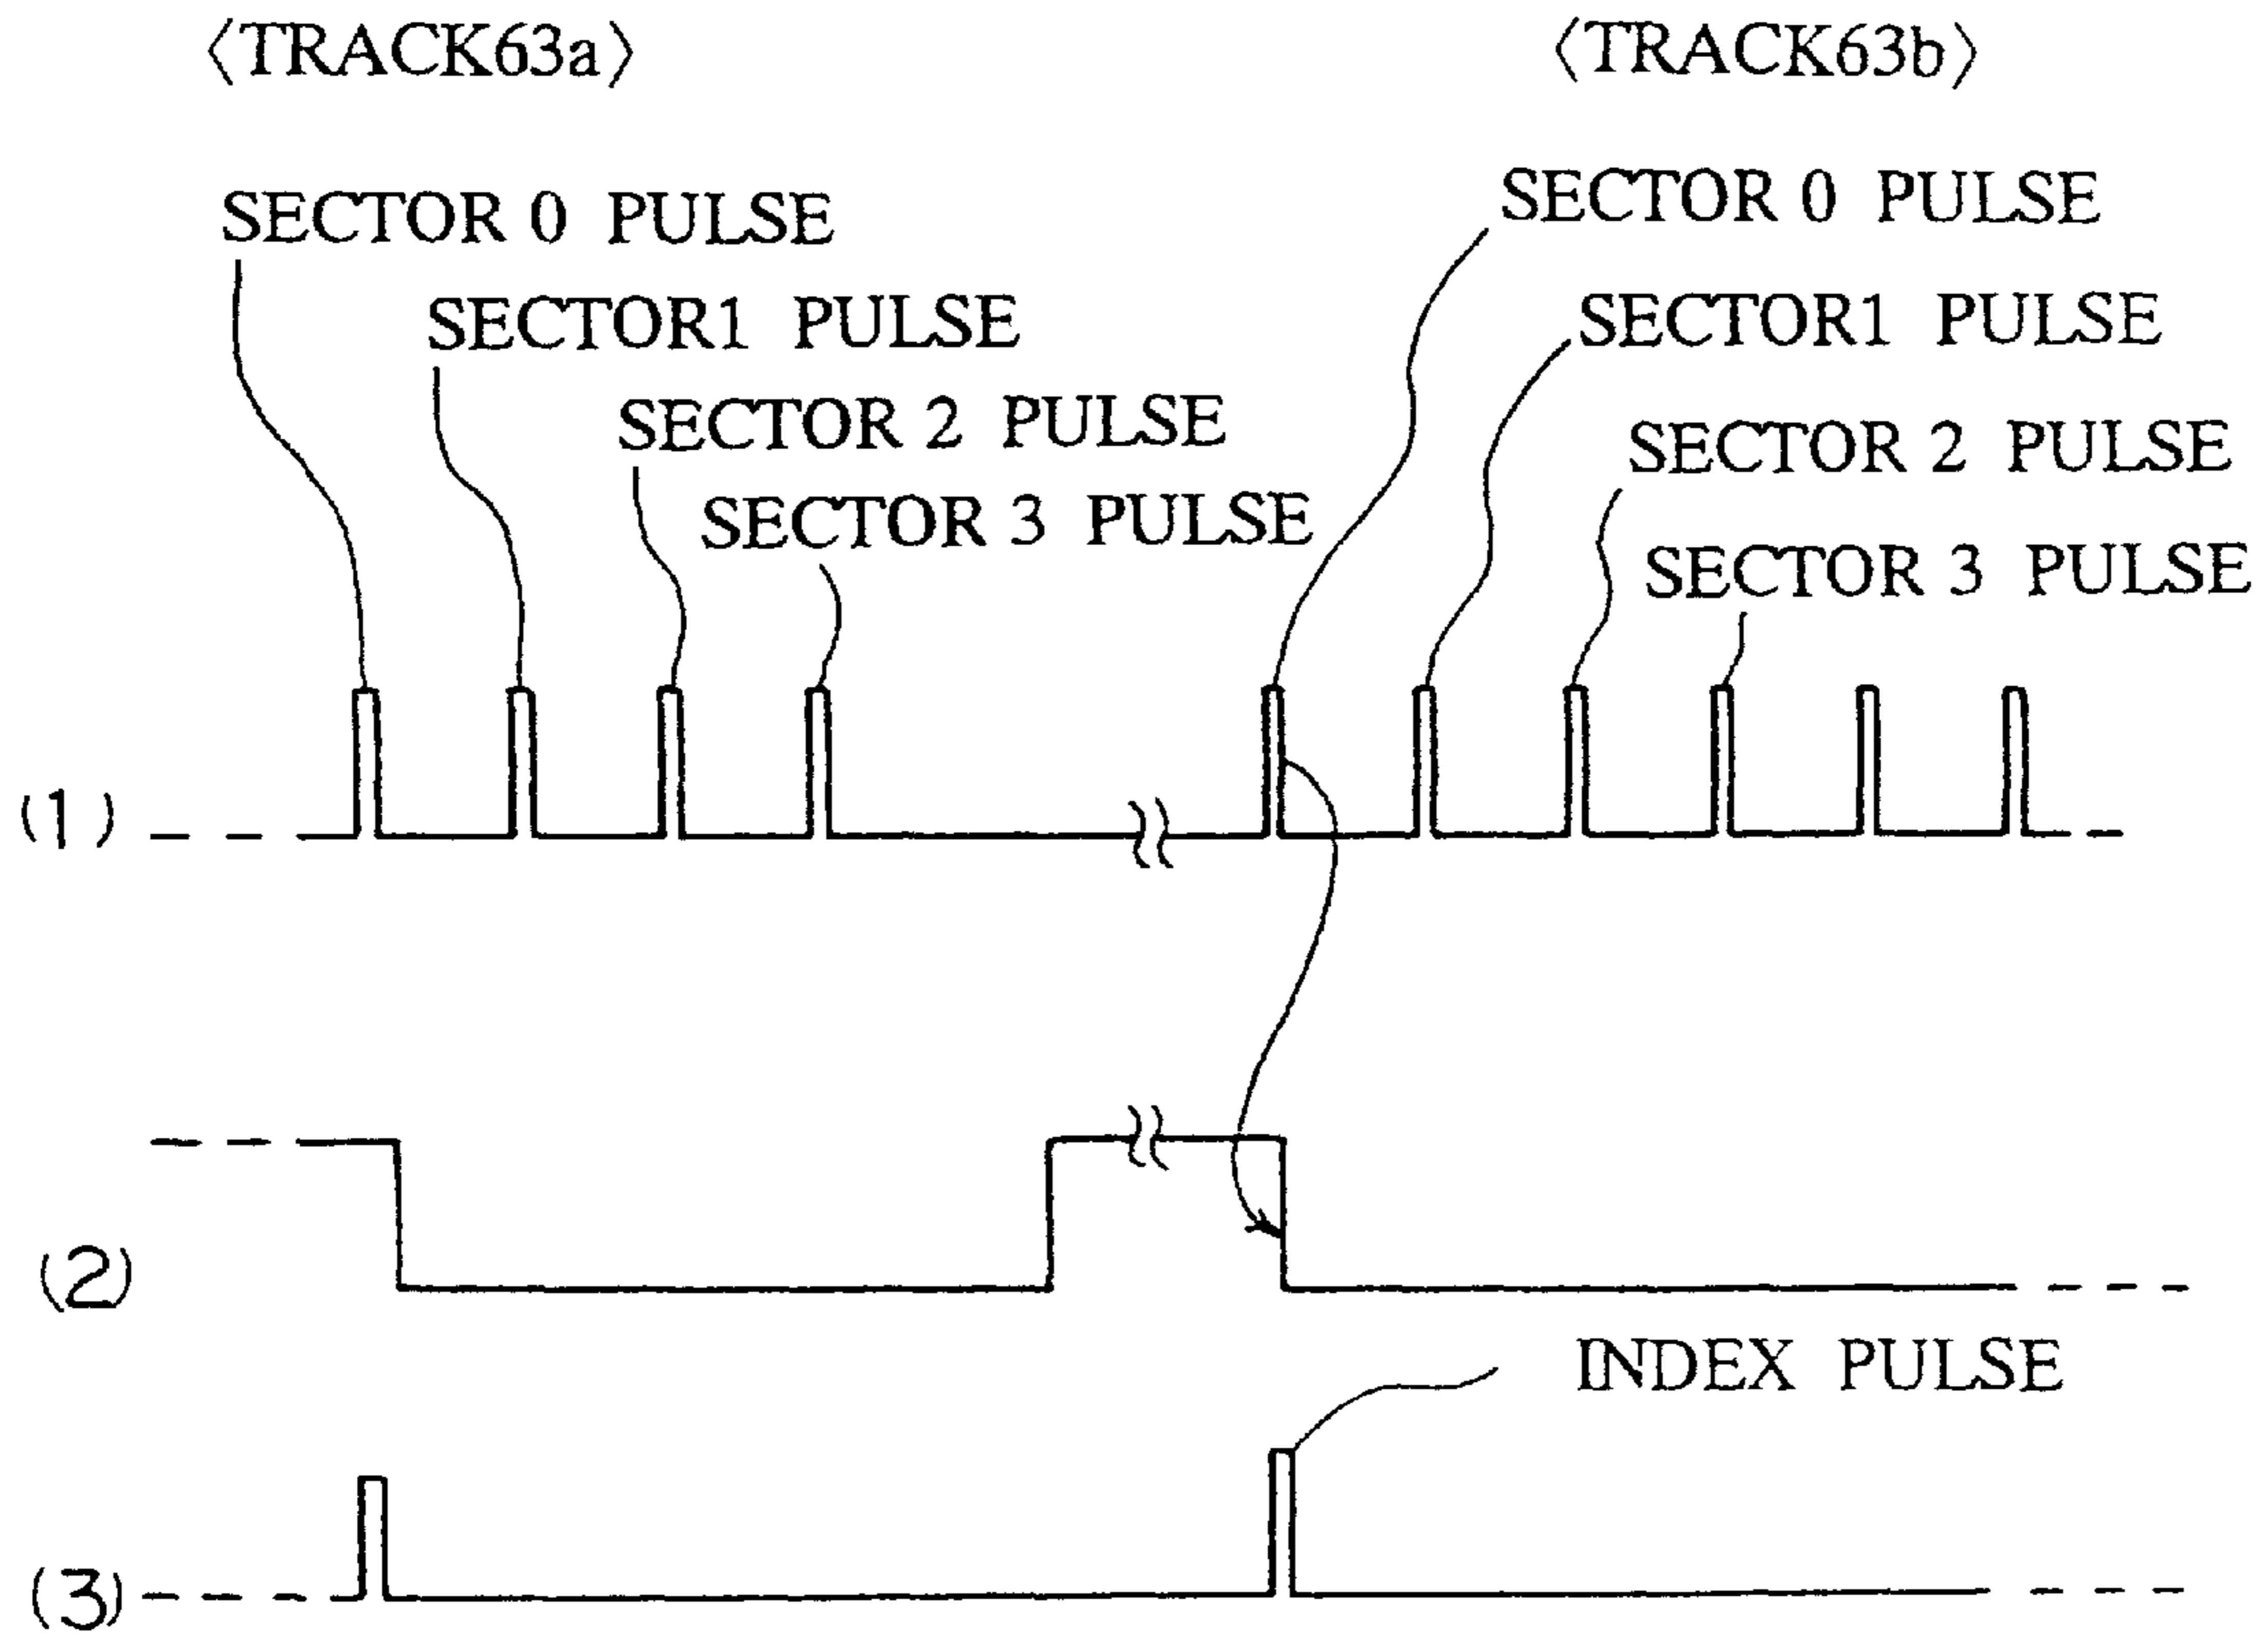 〈TRACK63a〉
〈TRACK63b〉
SECTOR 0 PULSE
SECTOR1 PULSE
SECTOR 2 PULSE
SECTOR 3 PULSE
SECTOR 0 PULSE
SECTOR1 PULSE
SECTOR 2 PULSE
SECTOR 3 PULSE
(1)
(2)
INDEX PULSE
(3)